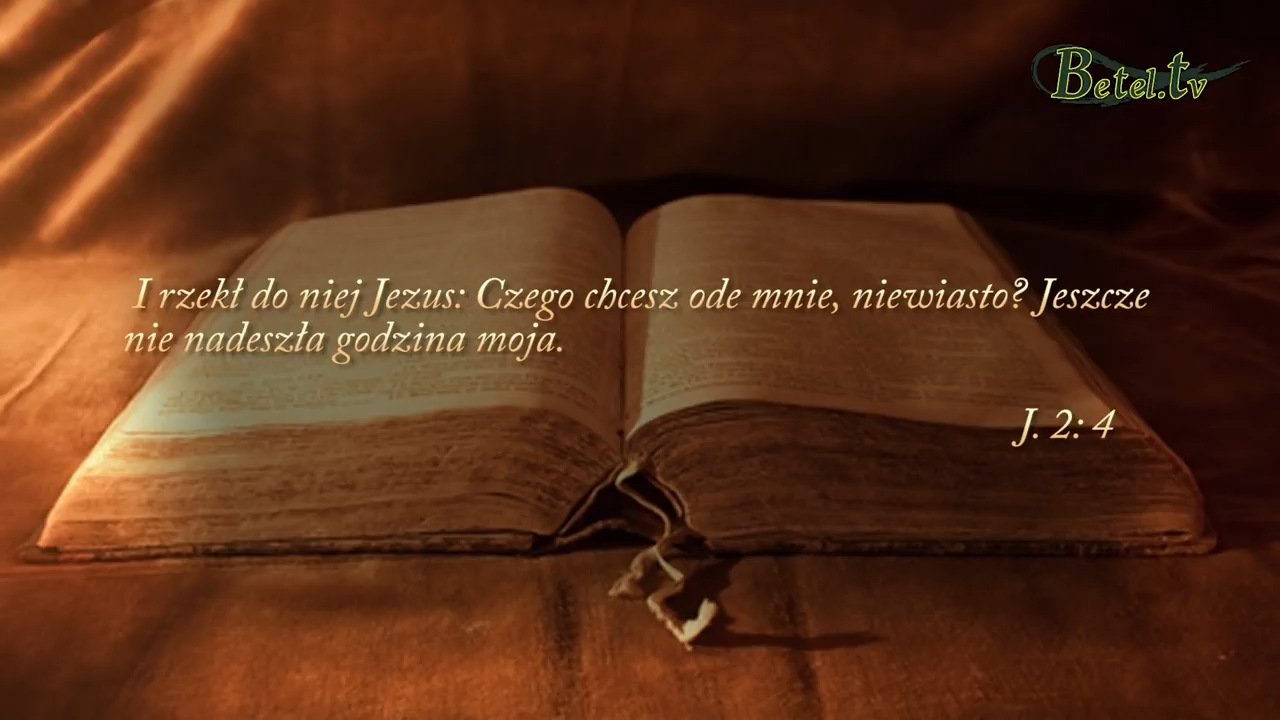 Betel.tv
I rzekł do niej Jezus: Czego chcesz ode mnie, niewiasto? Jeszcze
nie nadeszła godzina moja.
J. 2: 4